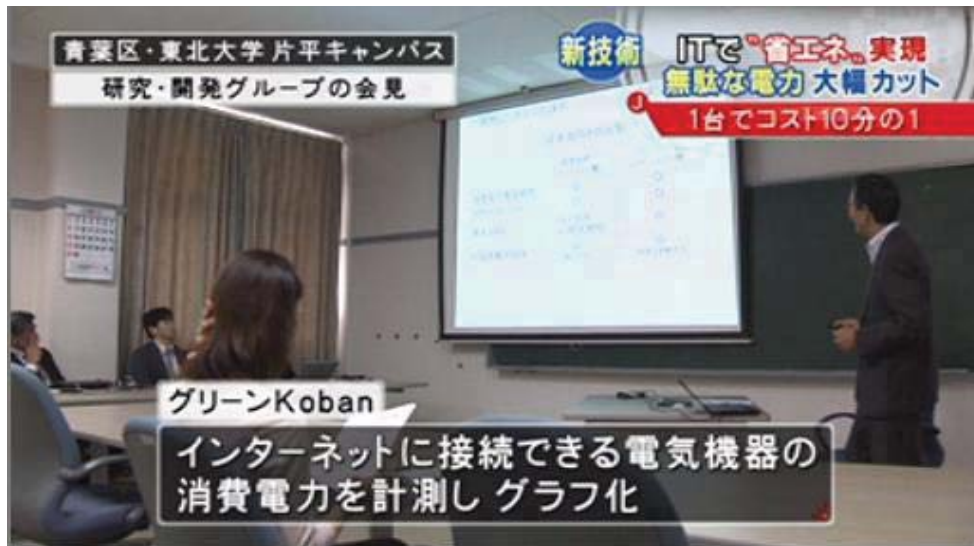 青葉区・東北大学 片平キャンパス
研究・開発グループの会見
新技術
ITで“省エネ”実現
無駄な電力 大幅カット
1台でコスト10分の1
グリーンKoban
インターネットに接続できる電気機器の
消費電力を計測し グラフ化